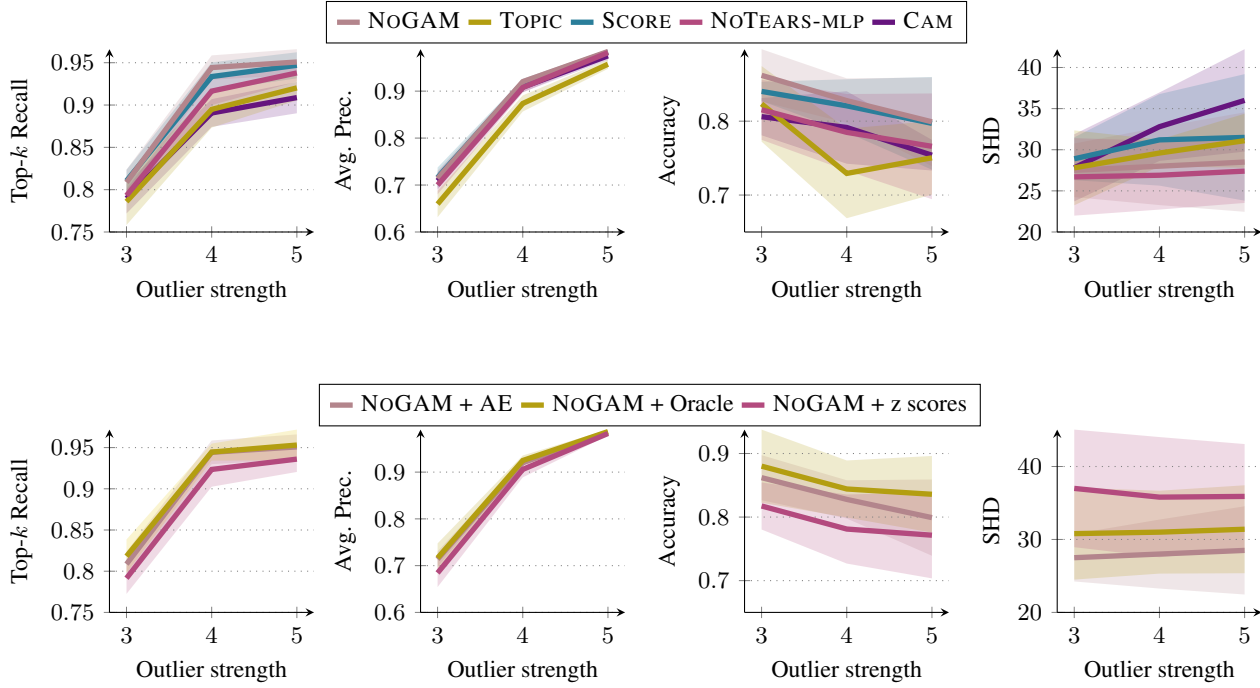 NOGAM TOPIC SCORE NOTEARS-MLP CAM
Top-k Recall
0.95
0.9
0.85
0.8
0.75
3 4 5
Outlier strength
Avg. Prec.
0.9
0.8
0.7
0.6
3 4 5
Outlier strength
Accuracy
0.8
0.7
3 4 5
Outlier strength
SHD
40
35
30
25
20
3 4 5
Outlier strength
NOGAM + AE NOGAM + Oracle NOGAM + z scores
Top-k Recall
0.95
0.9
0.85
0.8
0.75
3 4 5
Outlier strength
Avg. Prec.
0.9
0.8
0.7
0.6
3 4 5
Outlier strength
Accuracy
0.9
0.8
0.7
3 4 5
Outlier strength
SHD
40
30
20
3 4 5
Outlier strength